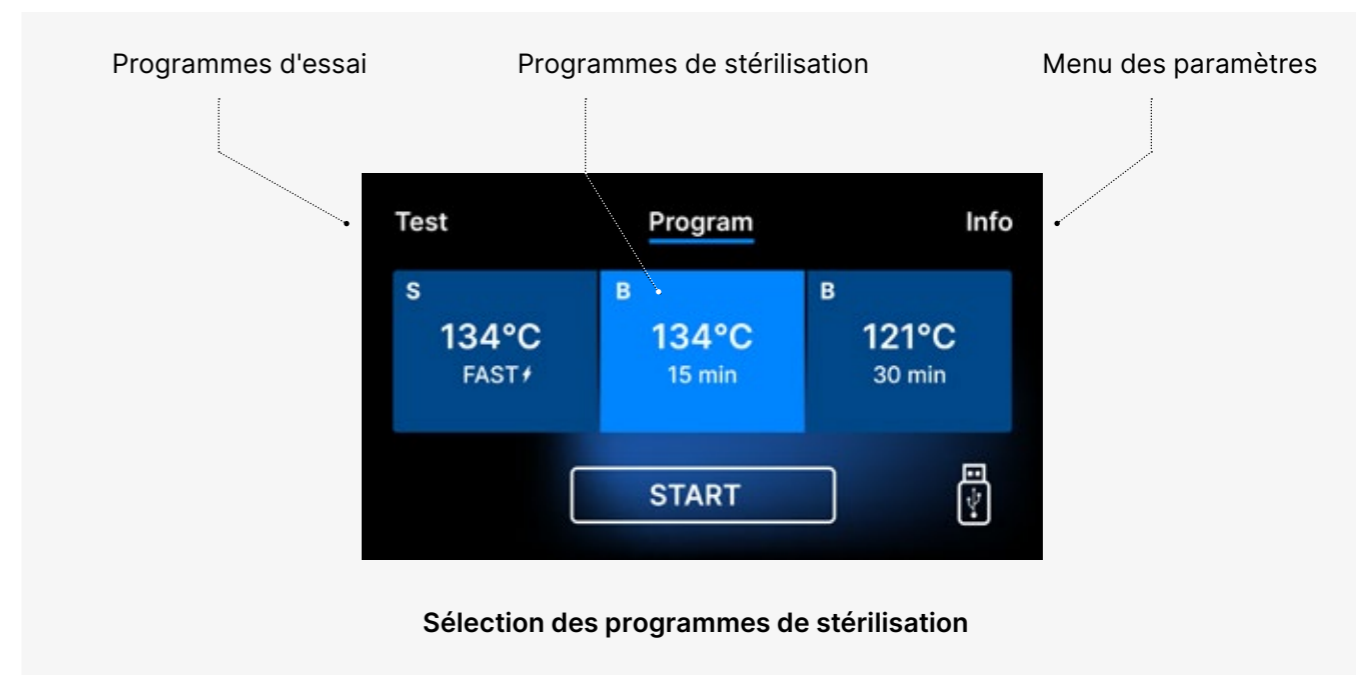 Programmes d'essai
Programmes de stérilisation
Menu des paramètres
Test
Program
Info
S
134°C
FAST
B
134°C
15 min
B
121°C
30 min
START
Sélection des programmes de stérilisation